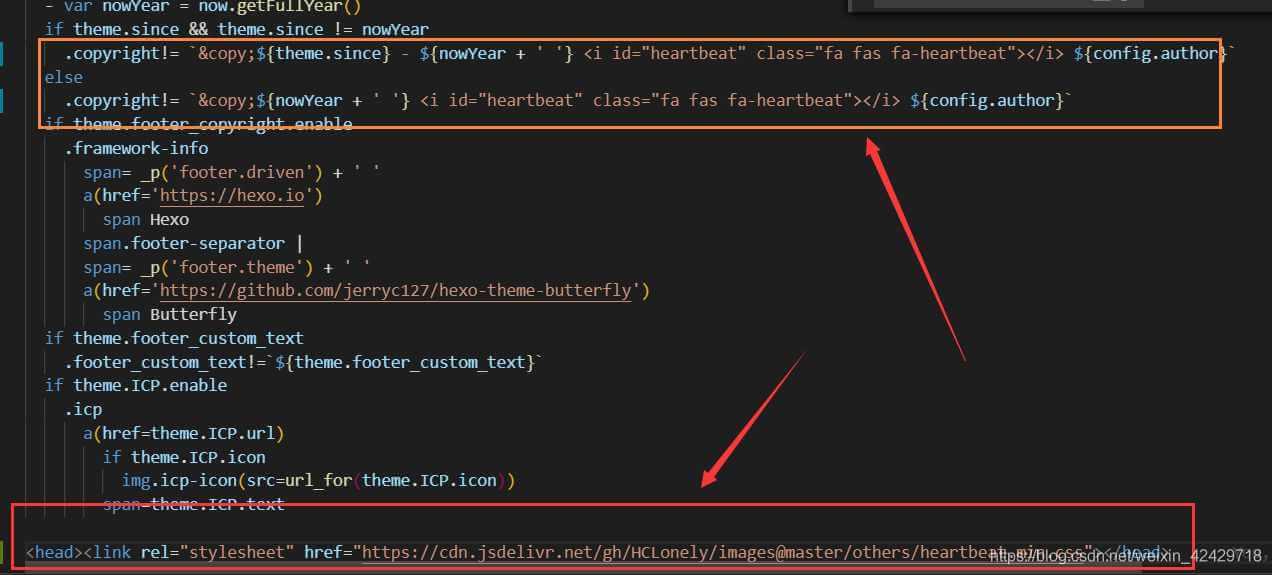 - var nowYear = now.getFullYear()
if theme.since && theme.since != nowYear
.copyright!= `&copy;${theme.since} - ${nowYear + ' '} <i id="heartbeat" class="fa fas fa-heartbeat"></i> ${config.author}`
else
.copyright!= `&copy;${nowYear + ' '} <i id="heartbeat" class="fa fas fa-heartbeat"></i> ${config.author}`
if theme.footer_copyright.enable
.framework-info
span= _p('footer.driven') + ' '
a(href='https://hexo.io')
span Hexo
span.footer-separator |
span= _p('footer.theme') + ' '
a(href='https://github.com/jerryc127/hexo-theme-butterfly')
span Butterfly
if theme.footer_custom_text
.footer_custom_text!=`${theme.footer_custom_text}`
if theme.ICP.enable
.icp
a(href=theme.ICP.url)
if theme.ICP.icon
img.icp-icon(src=url_for(theme.ICP.icon))
span=theme.ICP.text
<head><link rel="stylesheet" href="https://cdn.jsdelivr.net/gh/HCLonely/images@master/others/heartbeat.min.css"></head>
https://blog.csdn.net/weixin_42429718